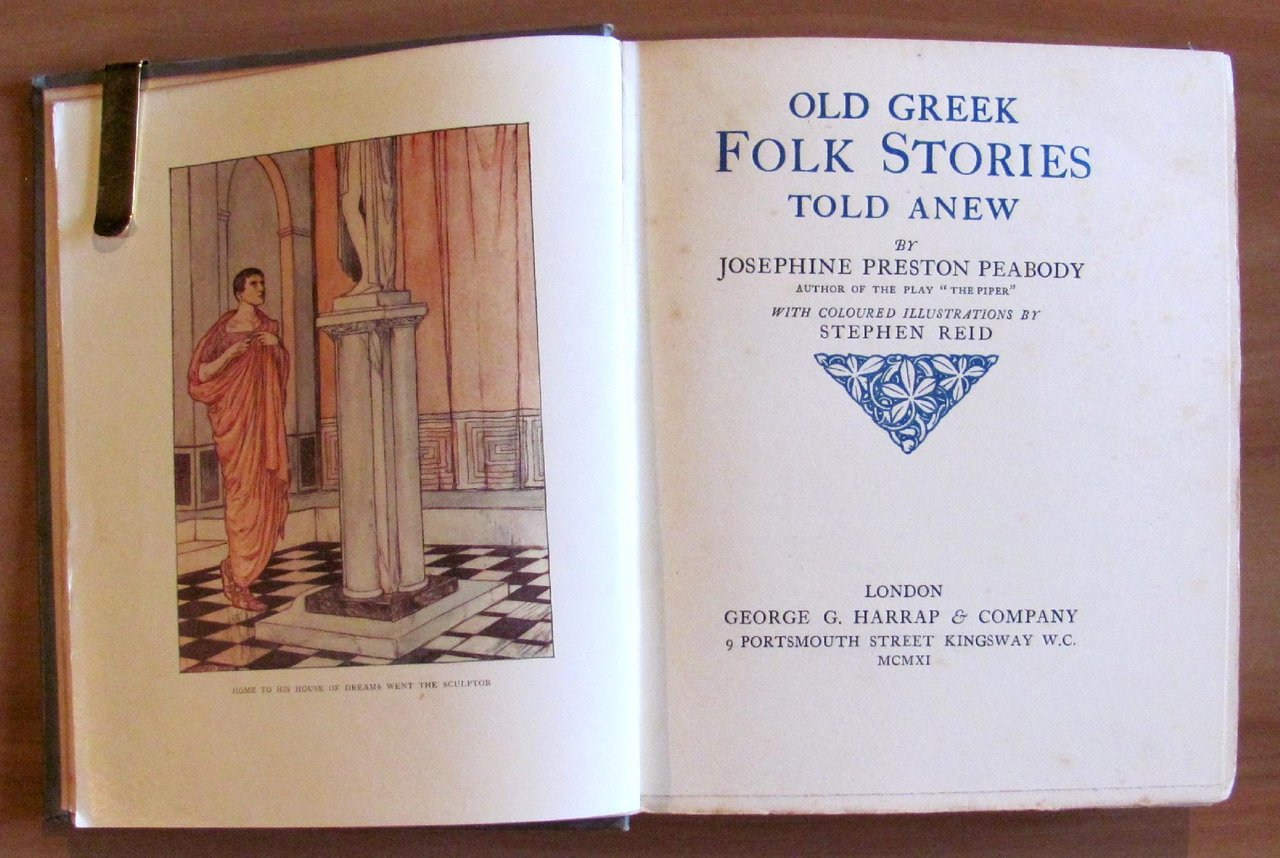 HOME TO HIS HOUSE OF DREAMS WENT THE SCULPTOR
OLD GREEK
FOLK STORIES
TOLD ANEW
BY
JOSEPHINE PRESTON PEABODY
AUTHOR OF THE PLAY "THE PIPER"
WITH COLOURED ILLUSTRATIONS BY
STEPHEN REID
LONDON
GEORGE G. HARRAP & COMPANY
9 PORTSMOUTH STREET KINGSWAY W.C.
MCMXI